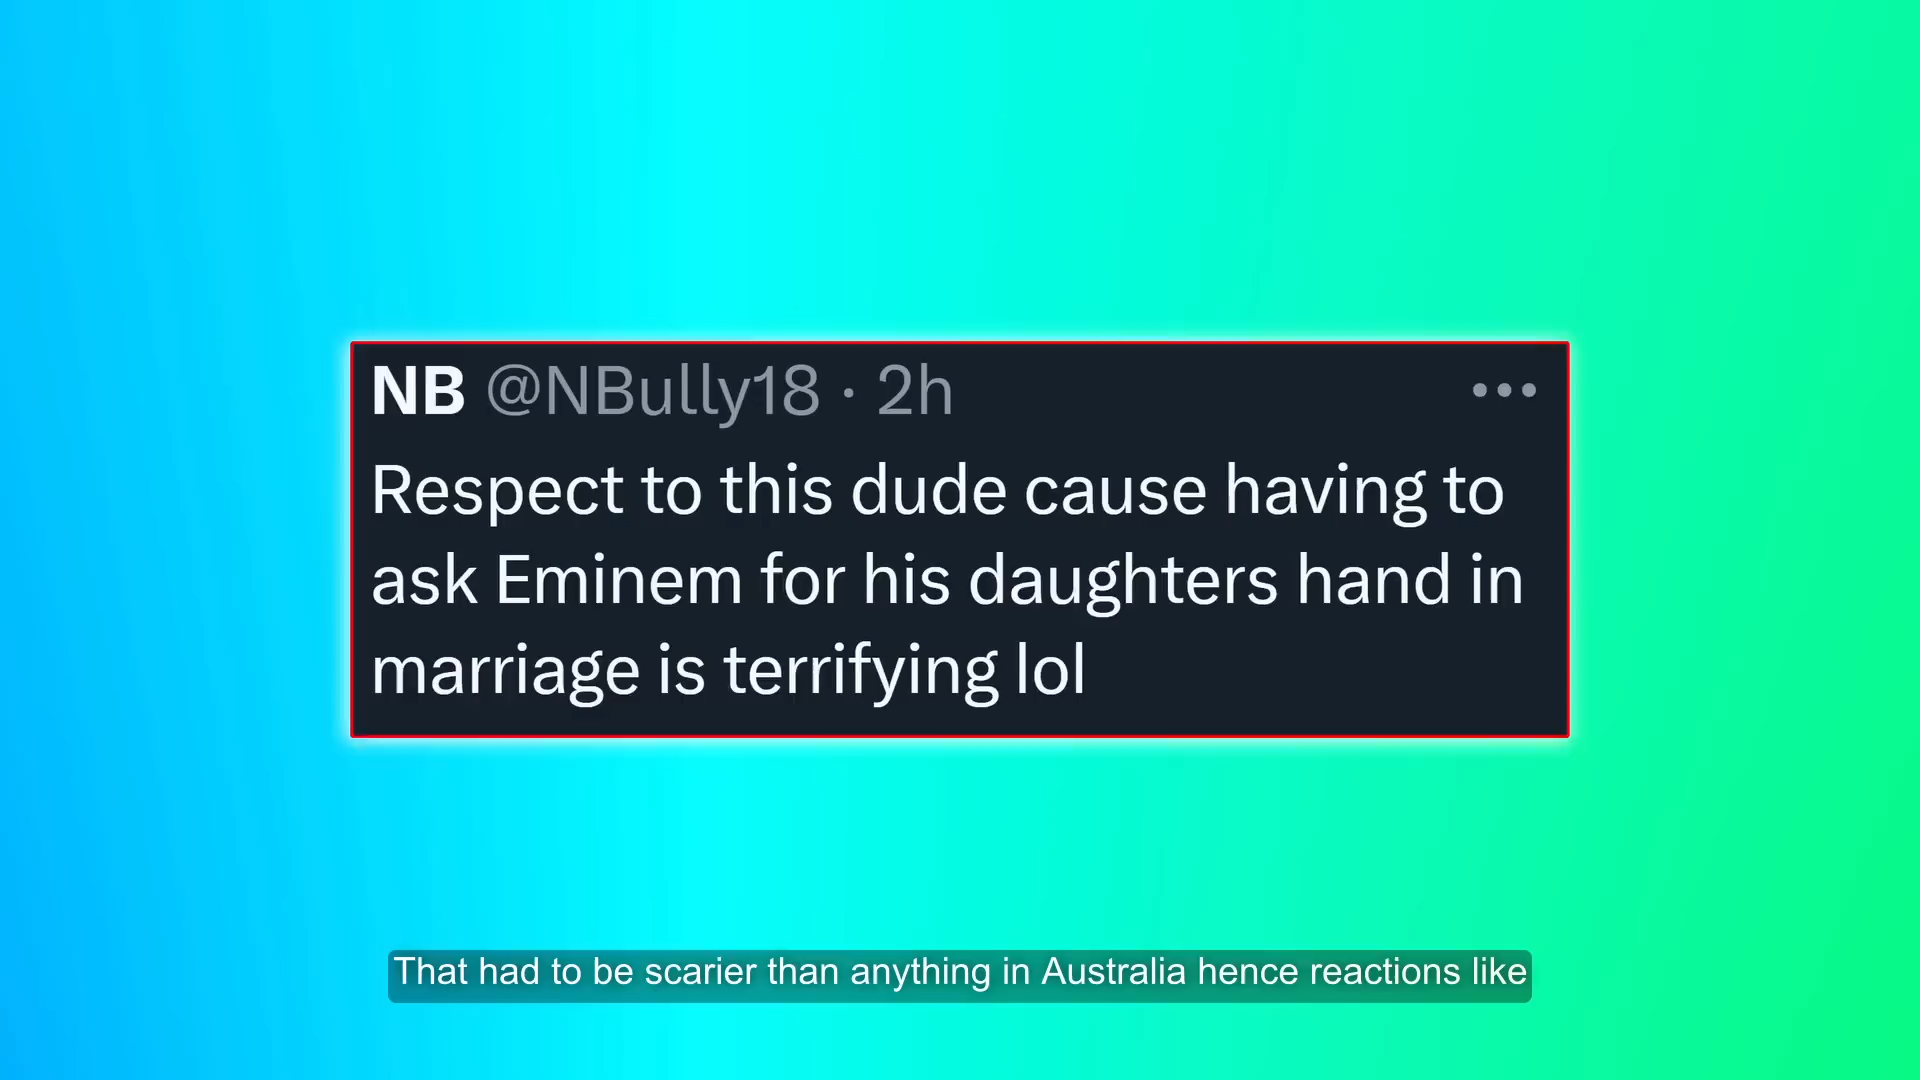 NB @NBully18 · 2h
Respect to this dude cause having to
ask Eminem for his daughters hand in
marriage is terrifying lol
That had to be scarier than anything in Australia hence reactions like